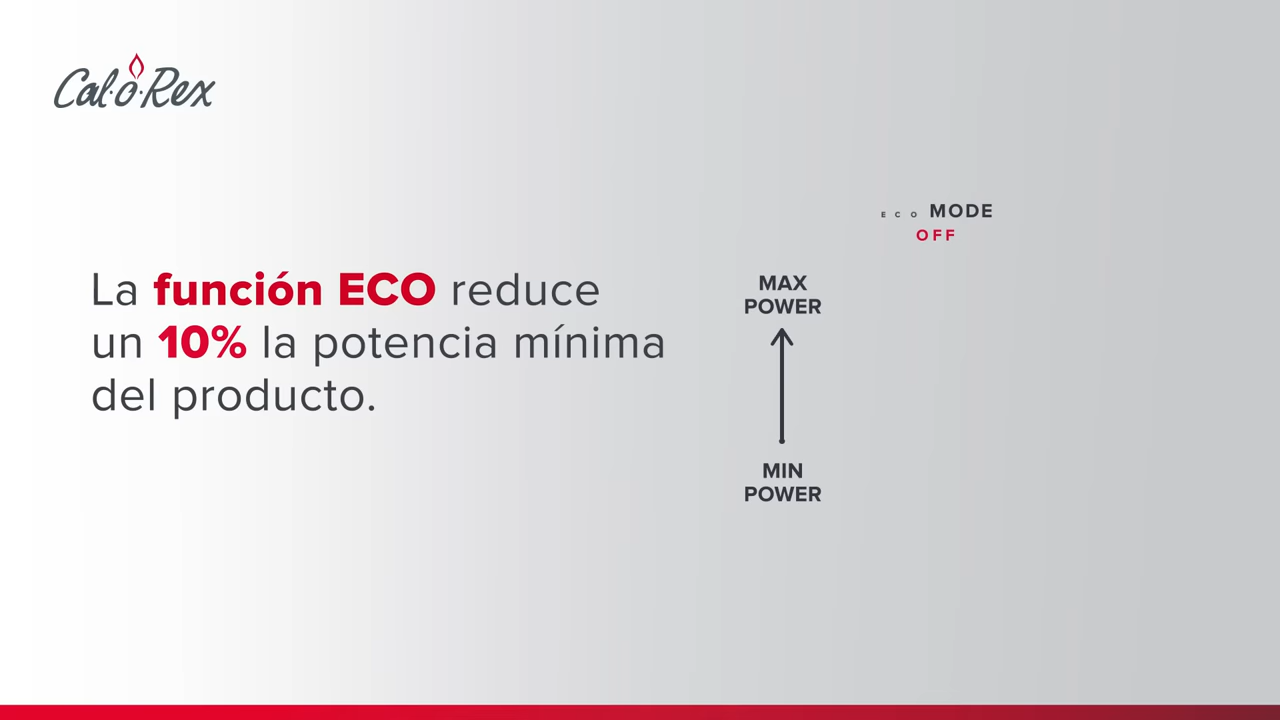 Cal·o·Rex
La función ECO reduce
un 10% la potencia mínima
del producto.
ECO MODE
OFF
MAX
POWER
MIN
POWER